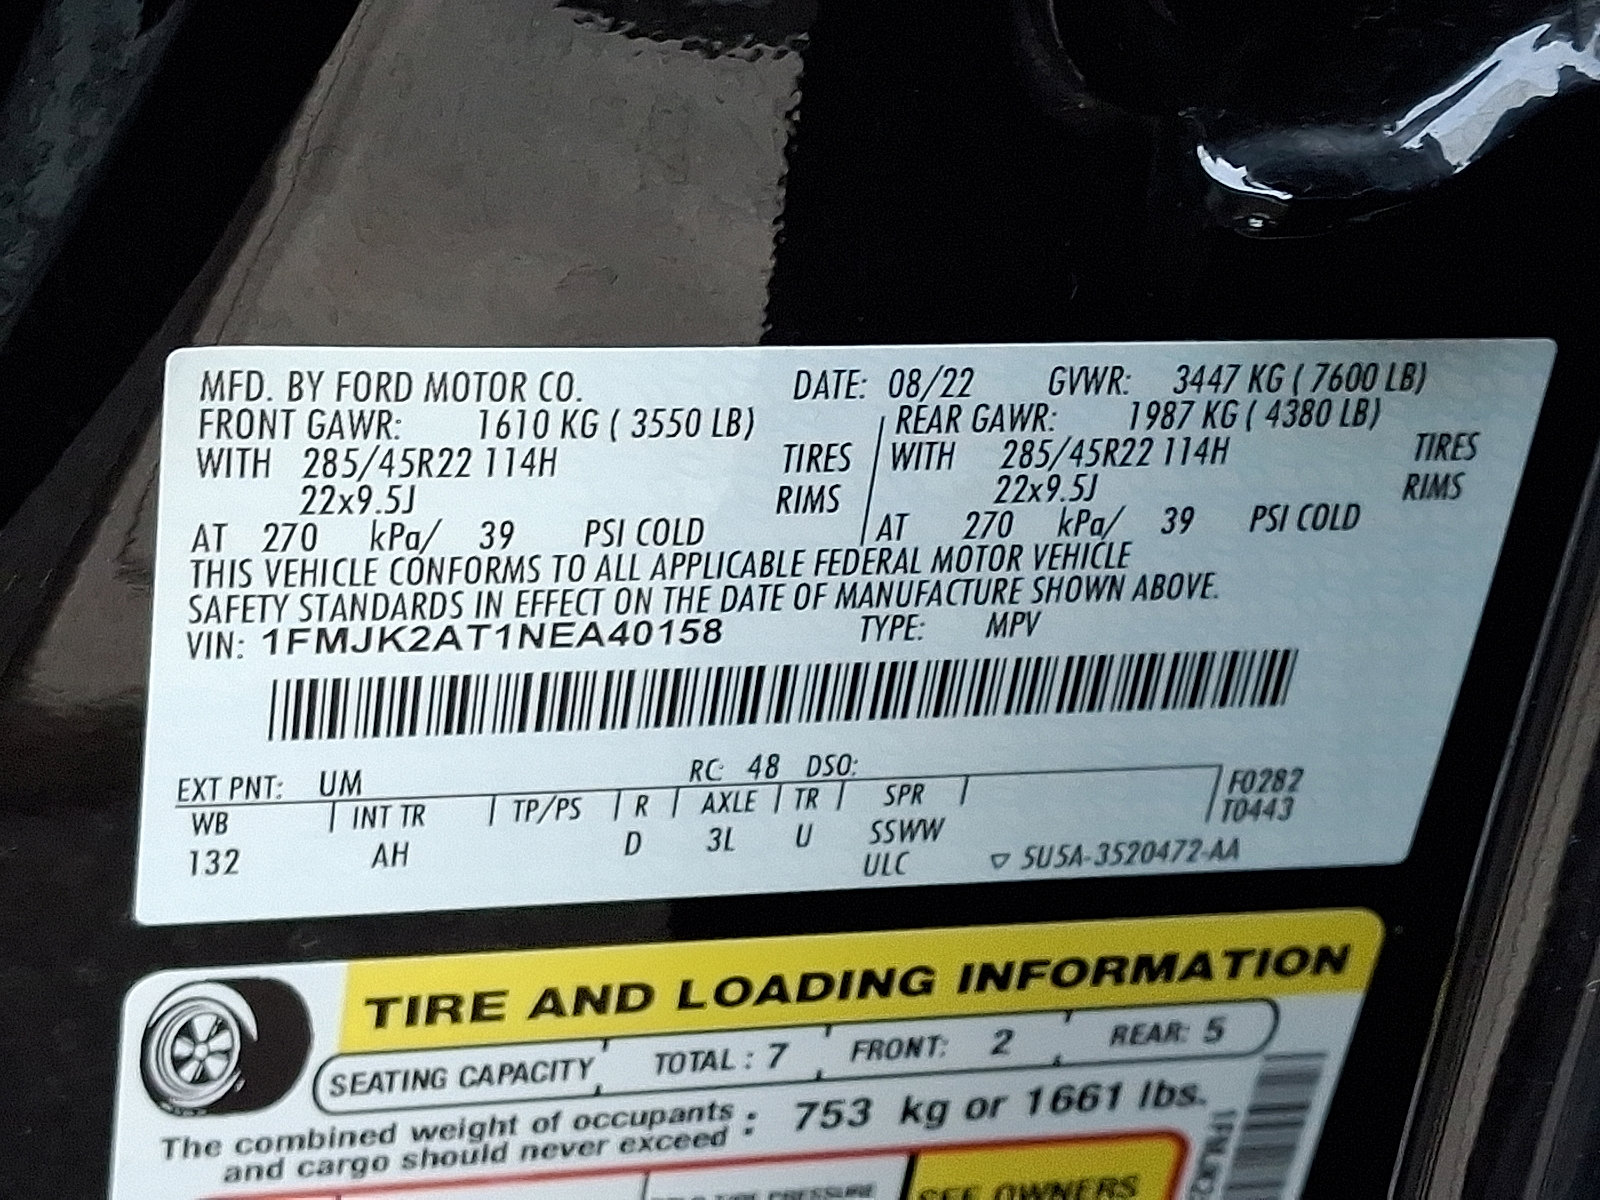 MFD. BY FORD MOTOR CO. DATE: 08/22 GVWR: 3447 KG ( 7600 LB)
FRONT GAWR: 1610 KG ( 3550 LB) REAR GAWR: 1987 KG ( 4380 LB)
WITH 285/45R22 114H TIRES WITH 285/45R22 114H TIRES
22x9.5J RIMS 22x9.5J RIMS
AT 270 kPa/ 39 PSI COLD AT 270 kPa/ 39 PSI COLD
THIS VEHICLE CONFORMS TO ALL APPLICABLE FEDERAL MOTOR VEHICLE
SAFETY STANDARDS IN EFFECT ON THE DATE OF MANUFACTURE SHOWN ABOVE.
VIN: 1FMJK2AT1NEA40158 TYPE: MPV
EXT PNT: UM RC: 48 DSO:
WB INT TR TP/PS R AXLE TR SPR F0282
T0443
132 AH D 3L U SSWW
ULC ▽ 5U5A-3520472-AA
TIRE AND LOADING INFORMATION
SEATING CAPACITY TOTAL : 7 FRONT: 2 REAR: 5
The combined weight of occupants
and cargo should never exceed : 753 kg or 1661 lbs.
SEE OWNERS